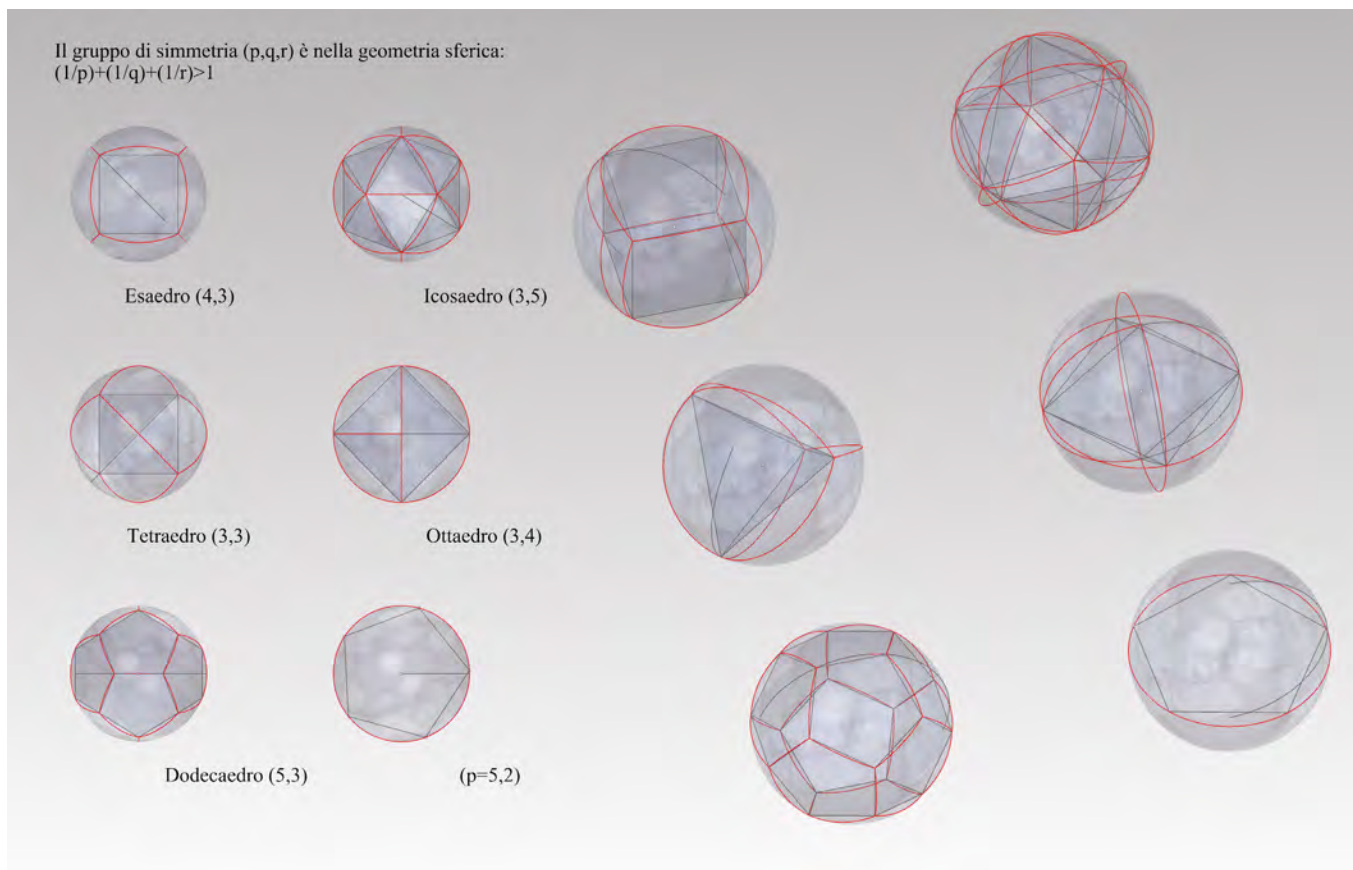 Il gruppo di simmetria (p,q,r) è nella geometria sferica:
(1/p)+(1/q)+(1/r)>1
Esaedro (4,3)
Icosaedro (3,5)
Tetraedro (3,3)
Ottaedro (3,4)
Dodecaedro (5,3)
(p=5,2)